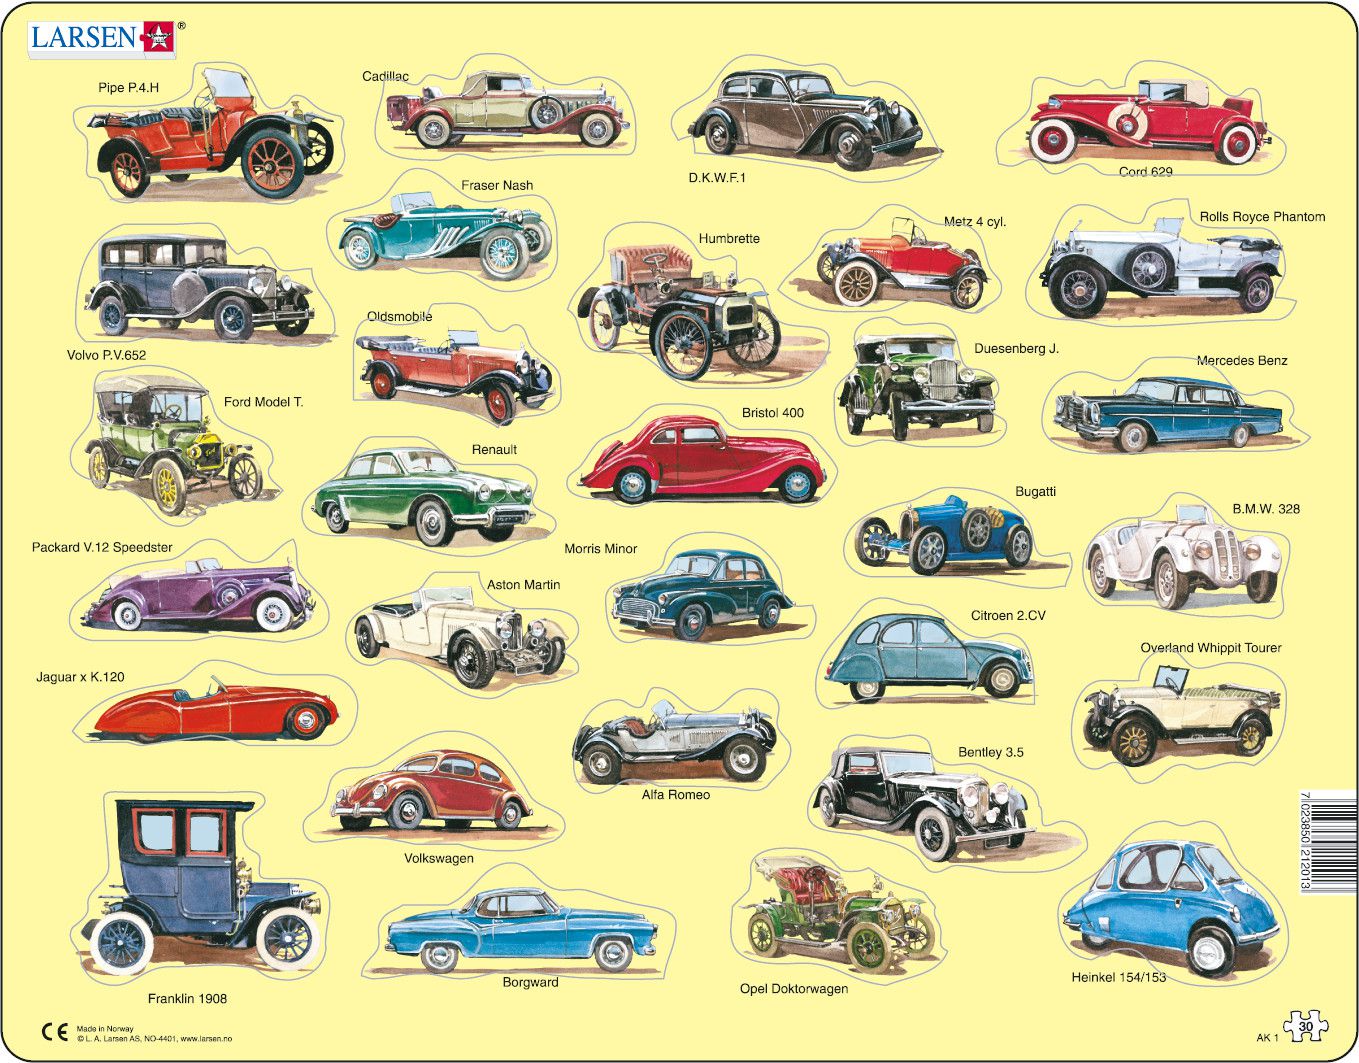 LARSEN®
Pipe P.4.H
Cadillac
D.K.W.F.1
Cord 629
Fraser Nash
Humbrette
Metz 4 cyl.
Rolls Royce Phantom
Volvo P.V.652
Oldsmobile
Duesenberg J.
Mercedes Benz
Ford Model T.
Renault
Bristol 400
Bugatti
B.M.W. 328
Packard V.12 Speedster
Aston Martin
Morris Minor
Citroen 2.CV
Overland Whippit Tourer
Jaguar x K.120
Volkswagen
Alfa Romeo
Bentley 3.5
Franklin 1908
Borgward
Opel Doktorwagen
Heinkel 154/153
7 023850 212013
CE Made in Norway
© L. A. Larsen AS, NO-4401, www.larsen.no
AK 1
30